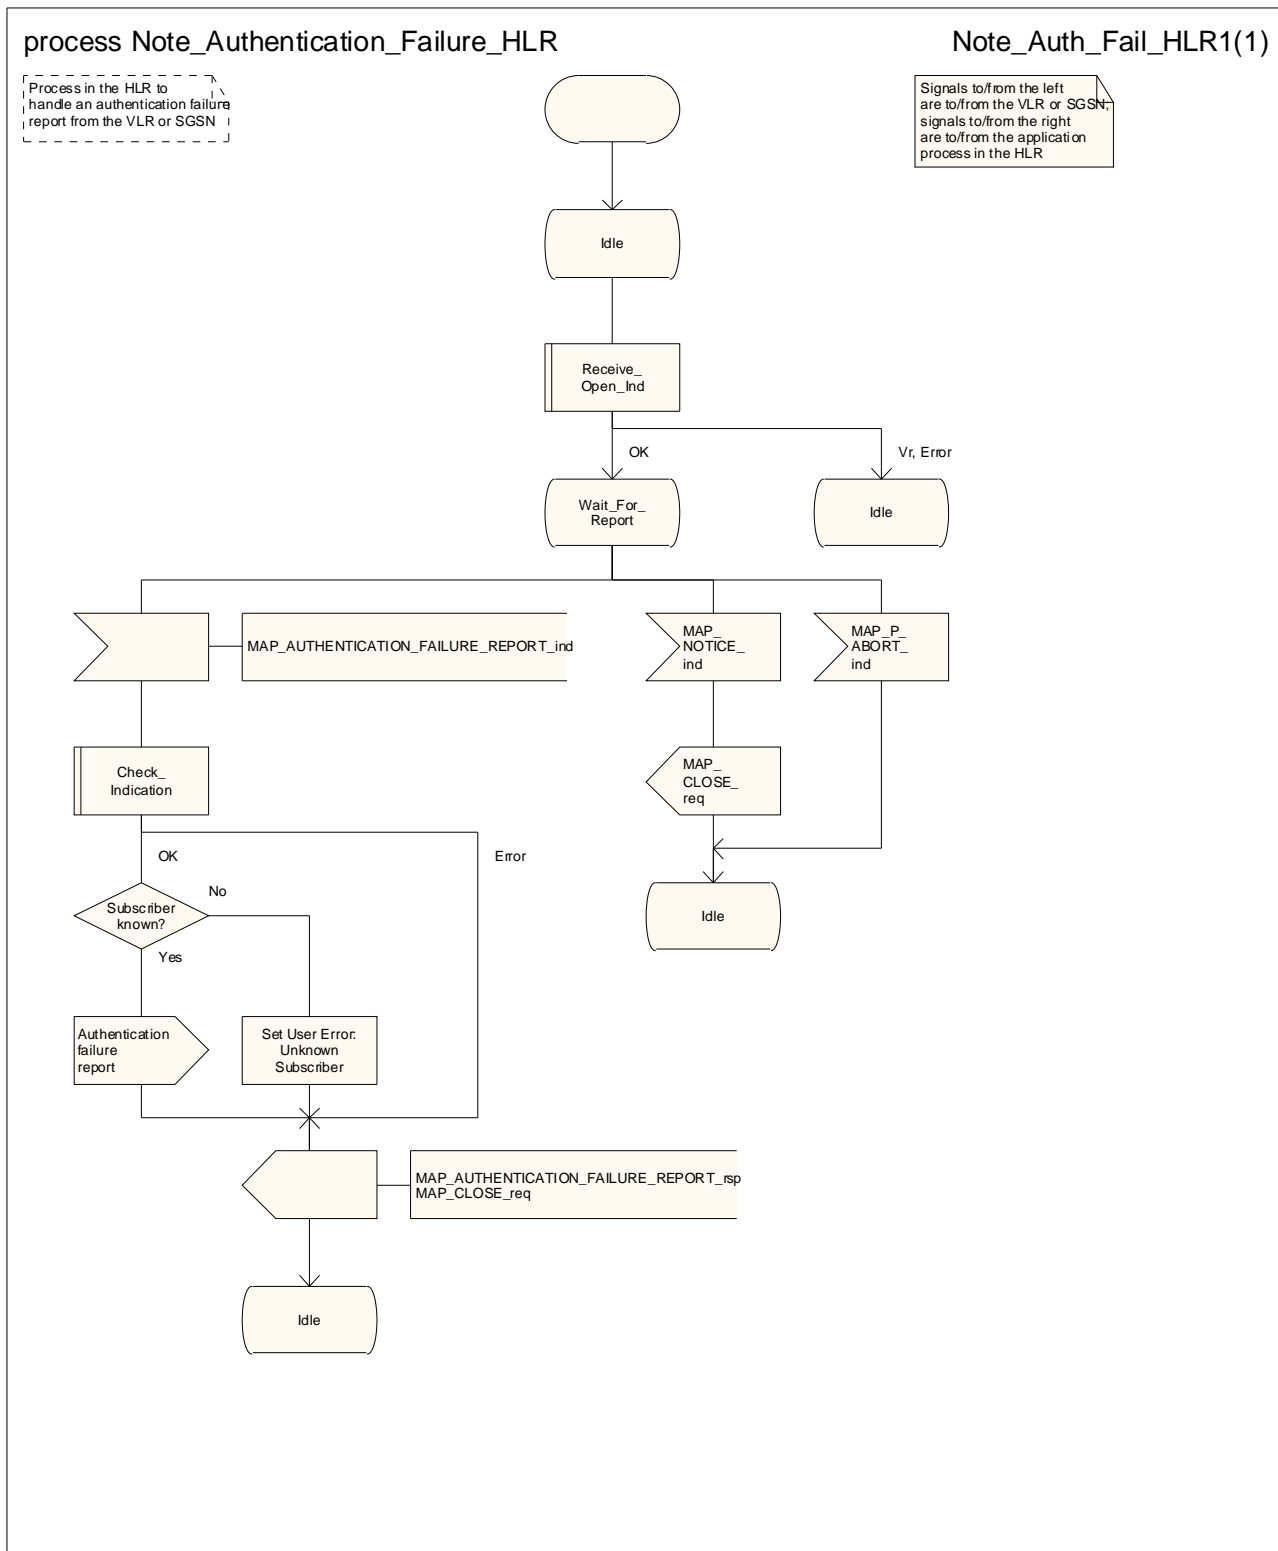 process Note_Authentication_Failure_HLR
Note_Auth_Fail_HLR1(1)
Process in the HLR to
handle an authentication failure
report from the VLR or SGSN
Signals to/from the left
are to/from the VLR or SGSN,
signals to/from the right
are to/from the application
process in the HLR
Idle
Receive_
Open_Ind
OK
Vr, Error
Wait_For_
Report
Idle
MAP_AUTHENTICATION_FAILURE_REPORT_ind
MAP_
NOTICE_
ind
MAP_P_
ABORT_
ind
Check_
Indication
MAP_
CLOSE_
req
OK
Error
No
Subscriber
known?
Idle
Yes
Authentication
failure
report
Set User Error:
Unknown
Subscriber
MAP_AUTHENTICATION_FAILURE_REPORT_rsp
MAP_CLOSE_req
Idle